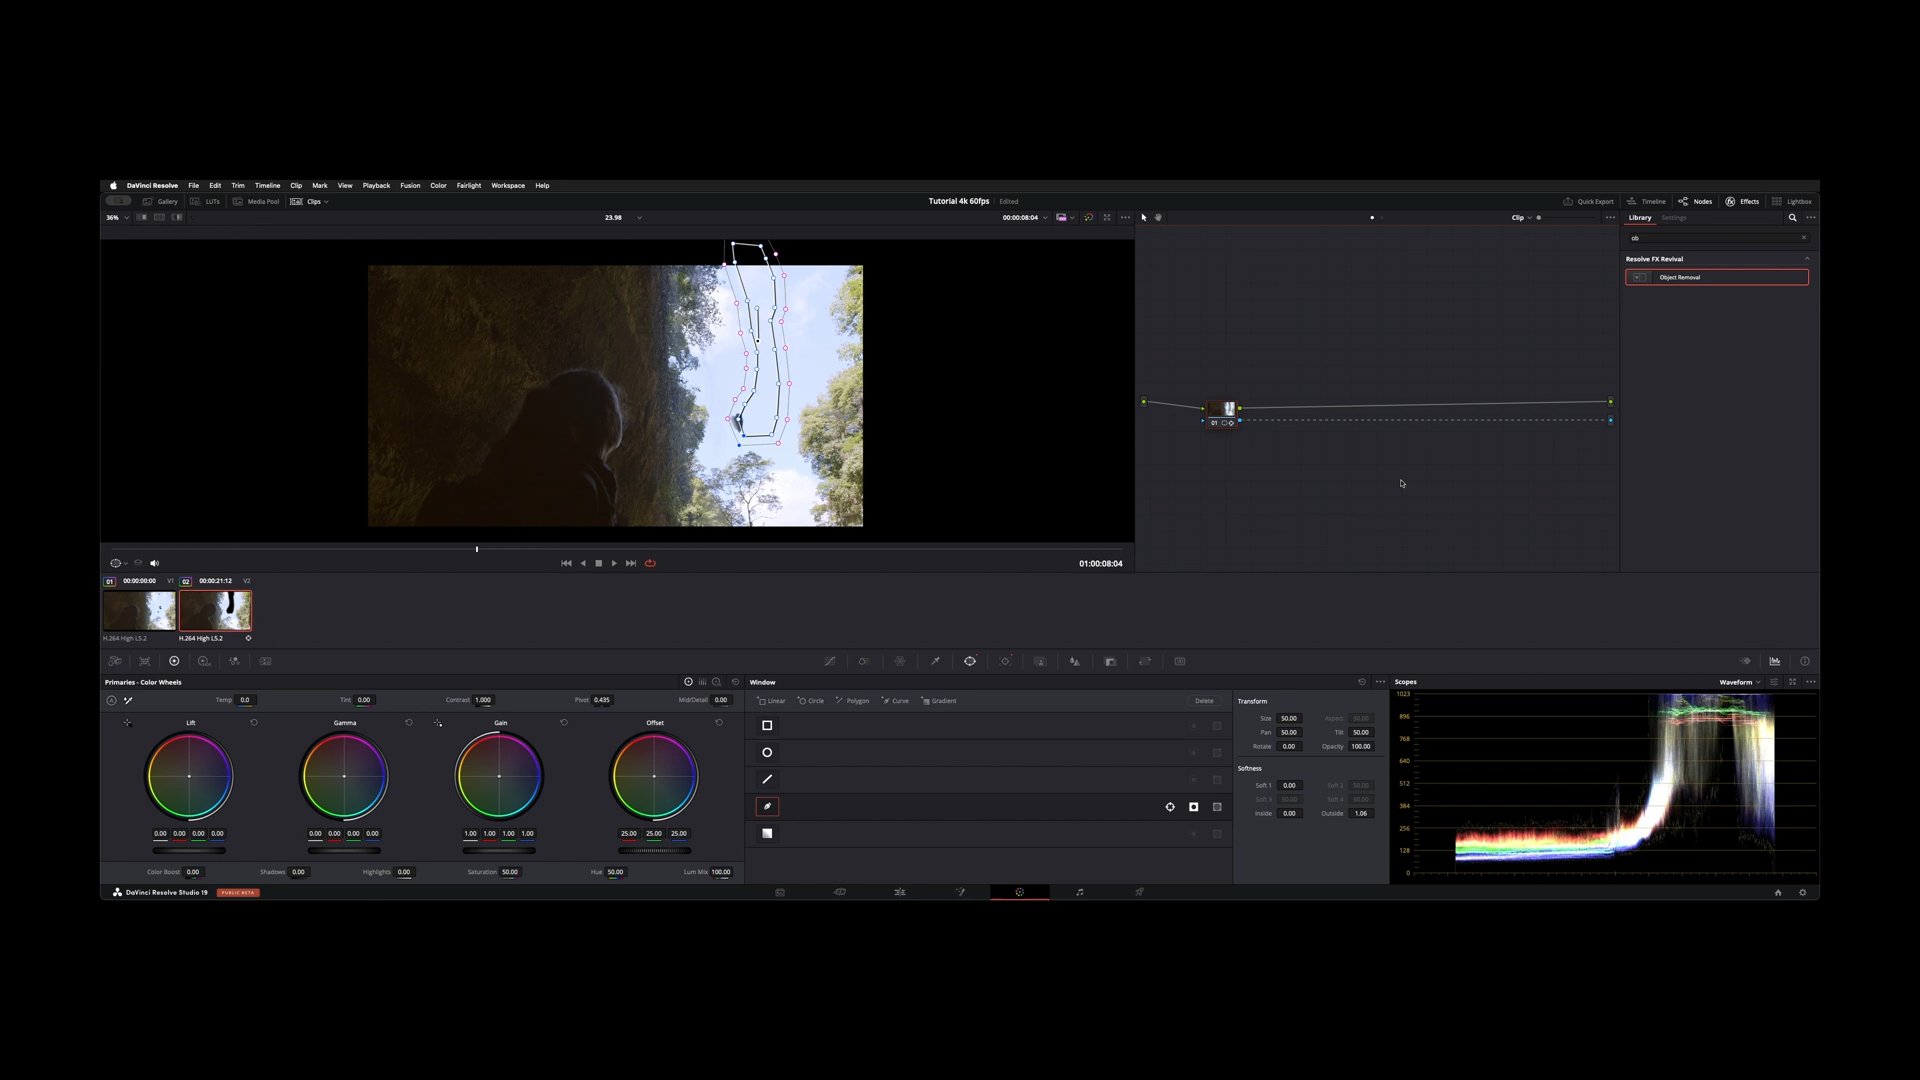 DaVinci Resolve File Edit Trim Timeline Clip Mark View Playback Fusion Color Fairlight Workspace Help
Gallery LUTs Media Pool Clips Tutorial 4k 60fps Edited Quick Export Timeline Nodes Effects Lightbox
36% 23.98 00:00:08:04 Clip Library Settings
ob
Resolve FX Revival
Object Removal
01
01:00:08:04
01 00:00:00:00 V1 02 00:00:21:12 V2
H.264 High L5.2 H.264 High L5.2
Primaries - Color Wheels Window Scopes Waveform
Temp 0.0 Tint 0.00 Contrast 1.000 Pivot 0.435 Mid/Detail 0.00
Linear Circle Polygon Curve Gradient Delete
Lift Gamma Gain Offset
0.00 0.00 0.00 0.00 0.00 0.00 0.00 0.00 1.00 1.00 1.00 1.00 25.00 25.00 25.00
Color Boost 0.00 Shadows 0.00 Highlights 0.00 Saturation 50.00 Hue 50.00 Lum Mix 100.00
Transform
Size 50.00 Aspect 50.00
Pan 50.00 Tilt 50.00
Rotate 0.00 Opacity 100.00
Softness
Soft 1 0.00 Soft 2 50.00
Soft 3 50.00 Soft 4 50.00
Inside 0.00 Outside 1.06
1023
896
768
640
512
384
256
128
0
DaVinci Resolve Studio 19 PUBLIC BETA